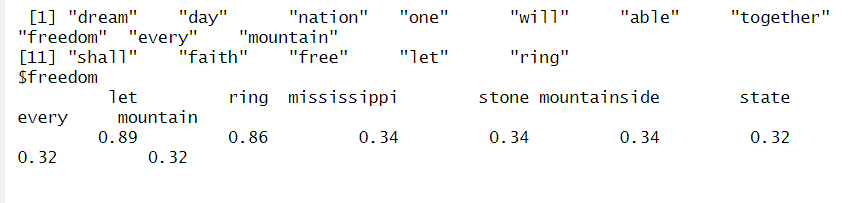 [1] "dream" "day" "nation" "one" "will" "able" "together"
"freedom" "every" "mountain"
[11] "shall" "faith" "free" "let" "ring"
$freedom
let ring mississippi stone mountainside state
every mountain
0.89 0.86 0.34 0.34 0.34 0.32
0.32 0.32